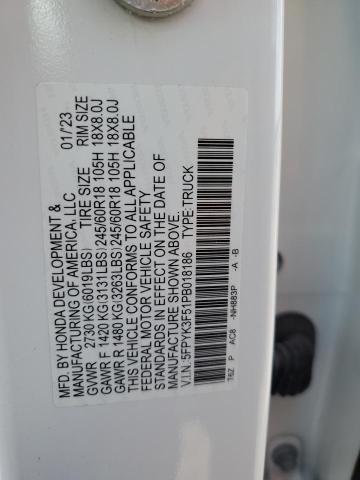 MFD. BY HONDA DEVELOPMENT & 01/'23
MANUFACTURING OF AMERICA, LLC
GVWR 2730 KG(6019LBS) TIRE SIZE RIM SIZE
GAWR F 1420 KG(3131LBS) 245/60R18 105H 18X8.0J
GAWR R 1480 KG(3263LBS) 245/60R18 105H 18X8.0J
THIS VEHICLE CONFORMS TO ALL APPLICABLE
FEDERAL MOTOR VEHICLE SAFETY
STANDARDS IN EFFECT ON THE DATE OF
MANUFACTURE SHOWN ABOVE.
V.I.N.:5FPYK3F51PB018186 TYPE:TRUCK
T6Z P AC8 -NH883P -A -B